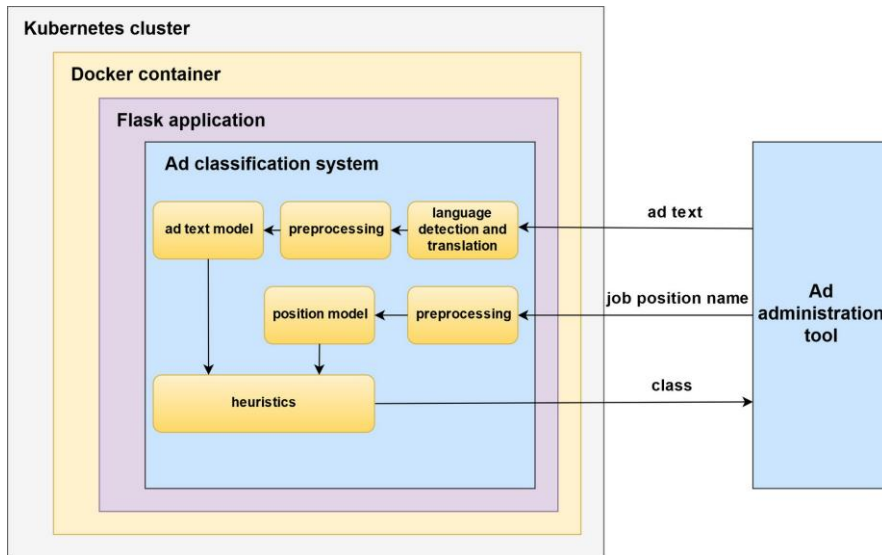 Kubernetes cluster
Docker container
Flask application
Ad classification system
ad text model
preprocessing
language
detection and
translation
ad text
position model
preprocessing
job position name
Ad
administration
tool
heuristics
class